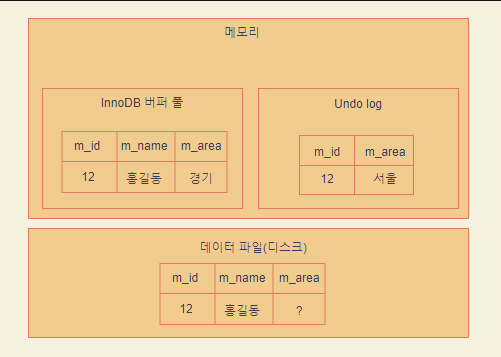 메모리
InnoDB 버퍼 풀
m_id m_name m_area
12 홍길동 경기
Undo log
m_id m_area
12 서울
데이터 파일(디스크)
m_id m_name m_area
12 홍길동 ?